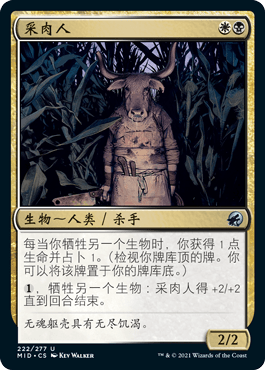 采肉人
生物～人类／杀手
每当你牺牲另一个生物时，你获得1点
生命并占卜1。（检视你牌库顶的牌。你
可以将该牌置于你的牌库底。）
1，牺牲另一个生物：采肉人得+2/+2
直到回合结束。
无魂躯壳具有无尽饥渴。
2/2
222/277 U
MID • CS KEY WALKER
™ & © 2021 Wizards of the Coast